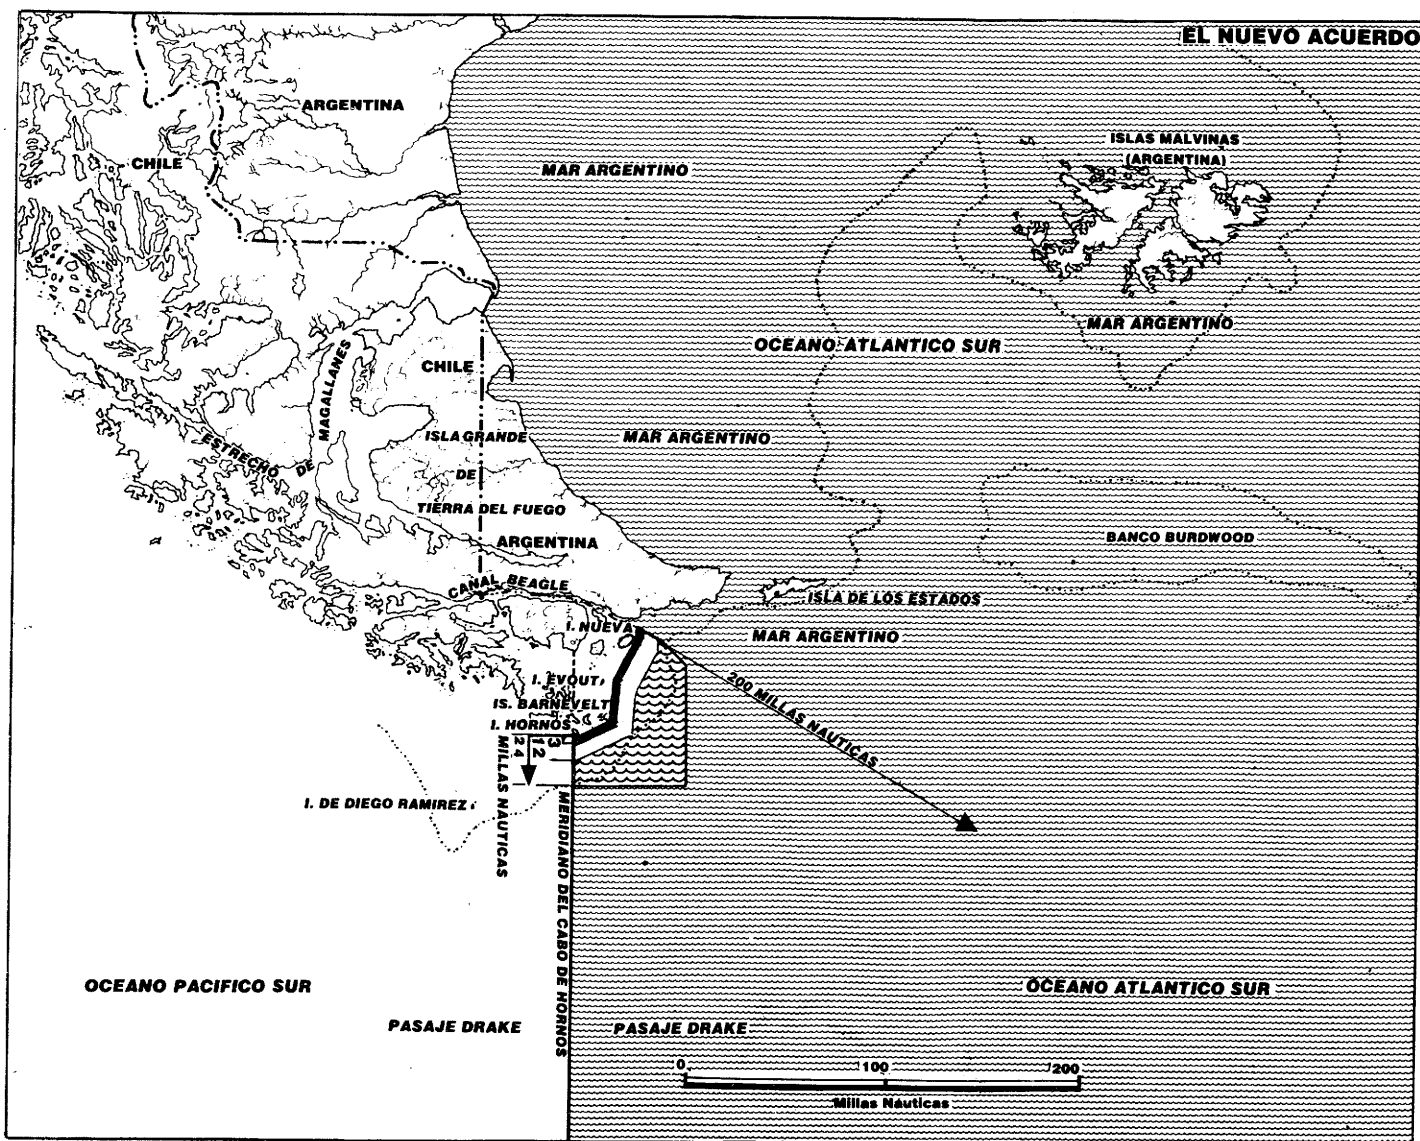 EL NUEVO ACUERDO
ARGENTINA
ISLAS MALVINAS
(ARGENTINA)
CHILE
MAR ARGENTINO
MAR ARGENTINO
OCEANO ATLANTICO SUR
CHILE
ESTRECHO DE MAGALLANES
ISLA GRANDE
DE
TIERRA DEL FUEGO
MAR ARGENTINO
ARGENTINA
BANCO BURDWOOD
CANAL BEAGLE
ISLA DE LOS ESTADOS
I. NUEVA
MAR ARGENTINO
I. EVOUT
IS. BARNEVELT
I. HORNOS
3
12
24
MILLAS NAUTICAS
200 MILLAS NAUTICAS
I. DE DIEGO RAMIREZ
MERIDIANO DEL CABO DE HORNOS
OCEANO PACIFICO SUR
OCEANO ATLANTICO SUR
PASAJE DRAKE
PASAJE DRAKE
0 100 200
Millas Náuticas